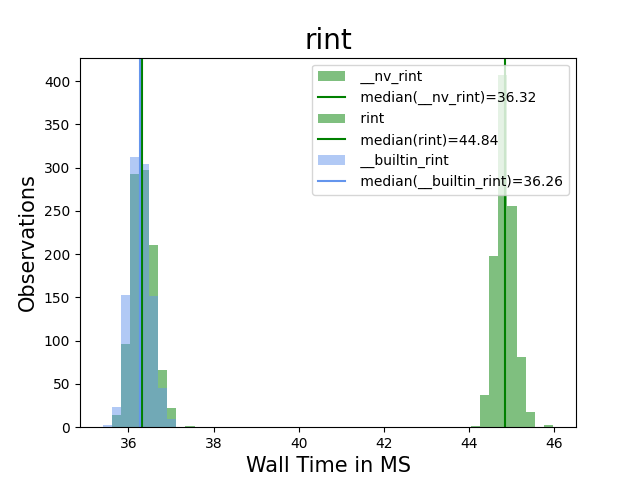 rint
Observations
400
350
300
250
200
150
100
50
0
__nv_rint
median(__nv_rint)=36.32
rint
median(rint)=44.84
__builtin_rint
median(__builtin_rint)=36.26
36 38 40 42 44 46
Wall Time in MS